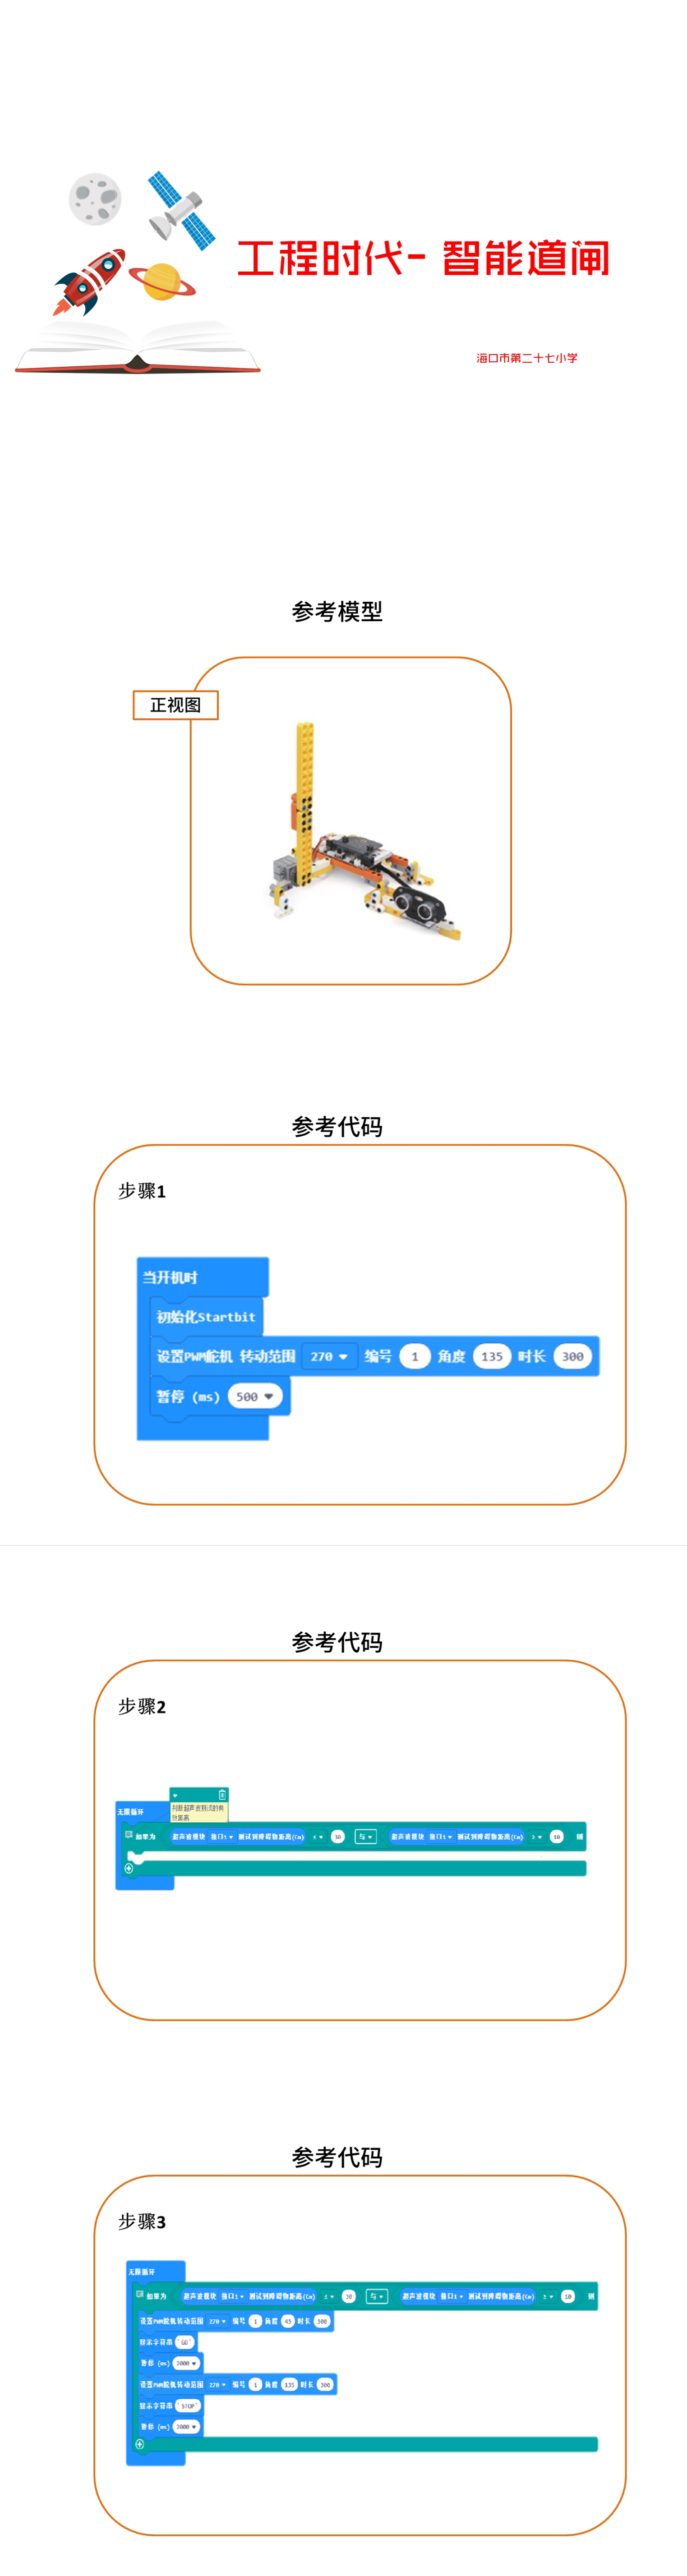 工程时代- 智能道闸
海口市第二十七小学
参考模型
正视图
参考代码
步骤1
当开机时
初始化Startbit
设置PWM舵机 转动范围 270 编号 1 角度 135 时长 300
暂停 (ms) 500
参考代码
步骤2
无限循环
如果为 超声波模块 接口1 测试到障碍物距离(Cm) 与 超声波模块 接口1 测试到障碍物距离(Cm) 10 则
参考代码
步骤3
无限循环
如果为 超声波模块 接口1 测试到障碍物距离(Cm) ≤ 30 与 超声波模块 接口1 测试到障碍物距离(Cm) ≥ 10 则
设置PWM舵机转动范围 270 编号 1 角度 45 时长 300
显示字符串 "GO"
暂停 (ms) 2000
设置PWM舵机转动范围 270 编号 1 角度 135 时长 300
显示字符串 "STOP"
暂停 (ms) 2000